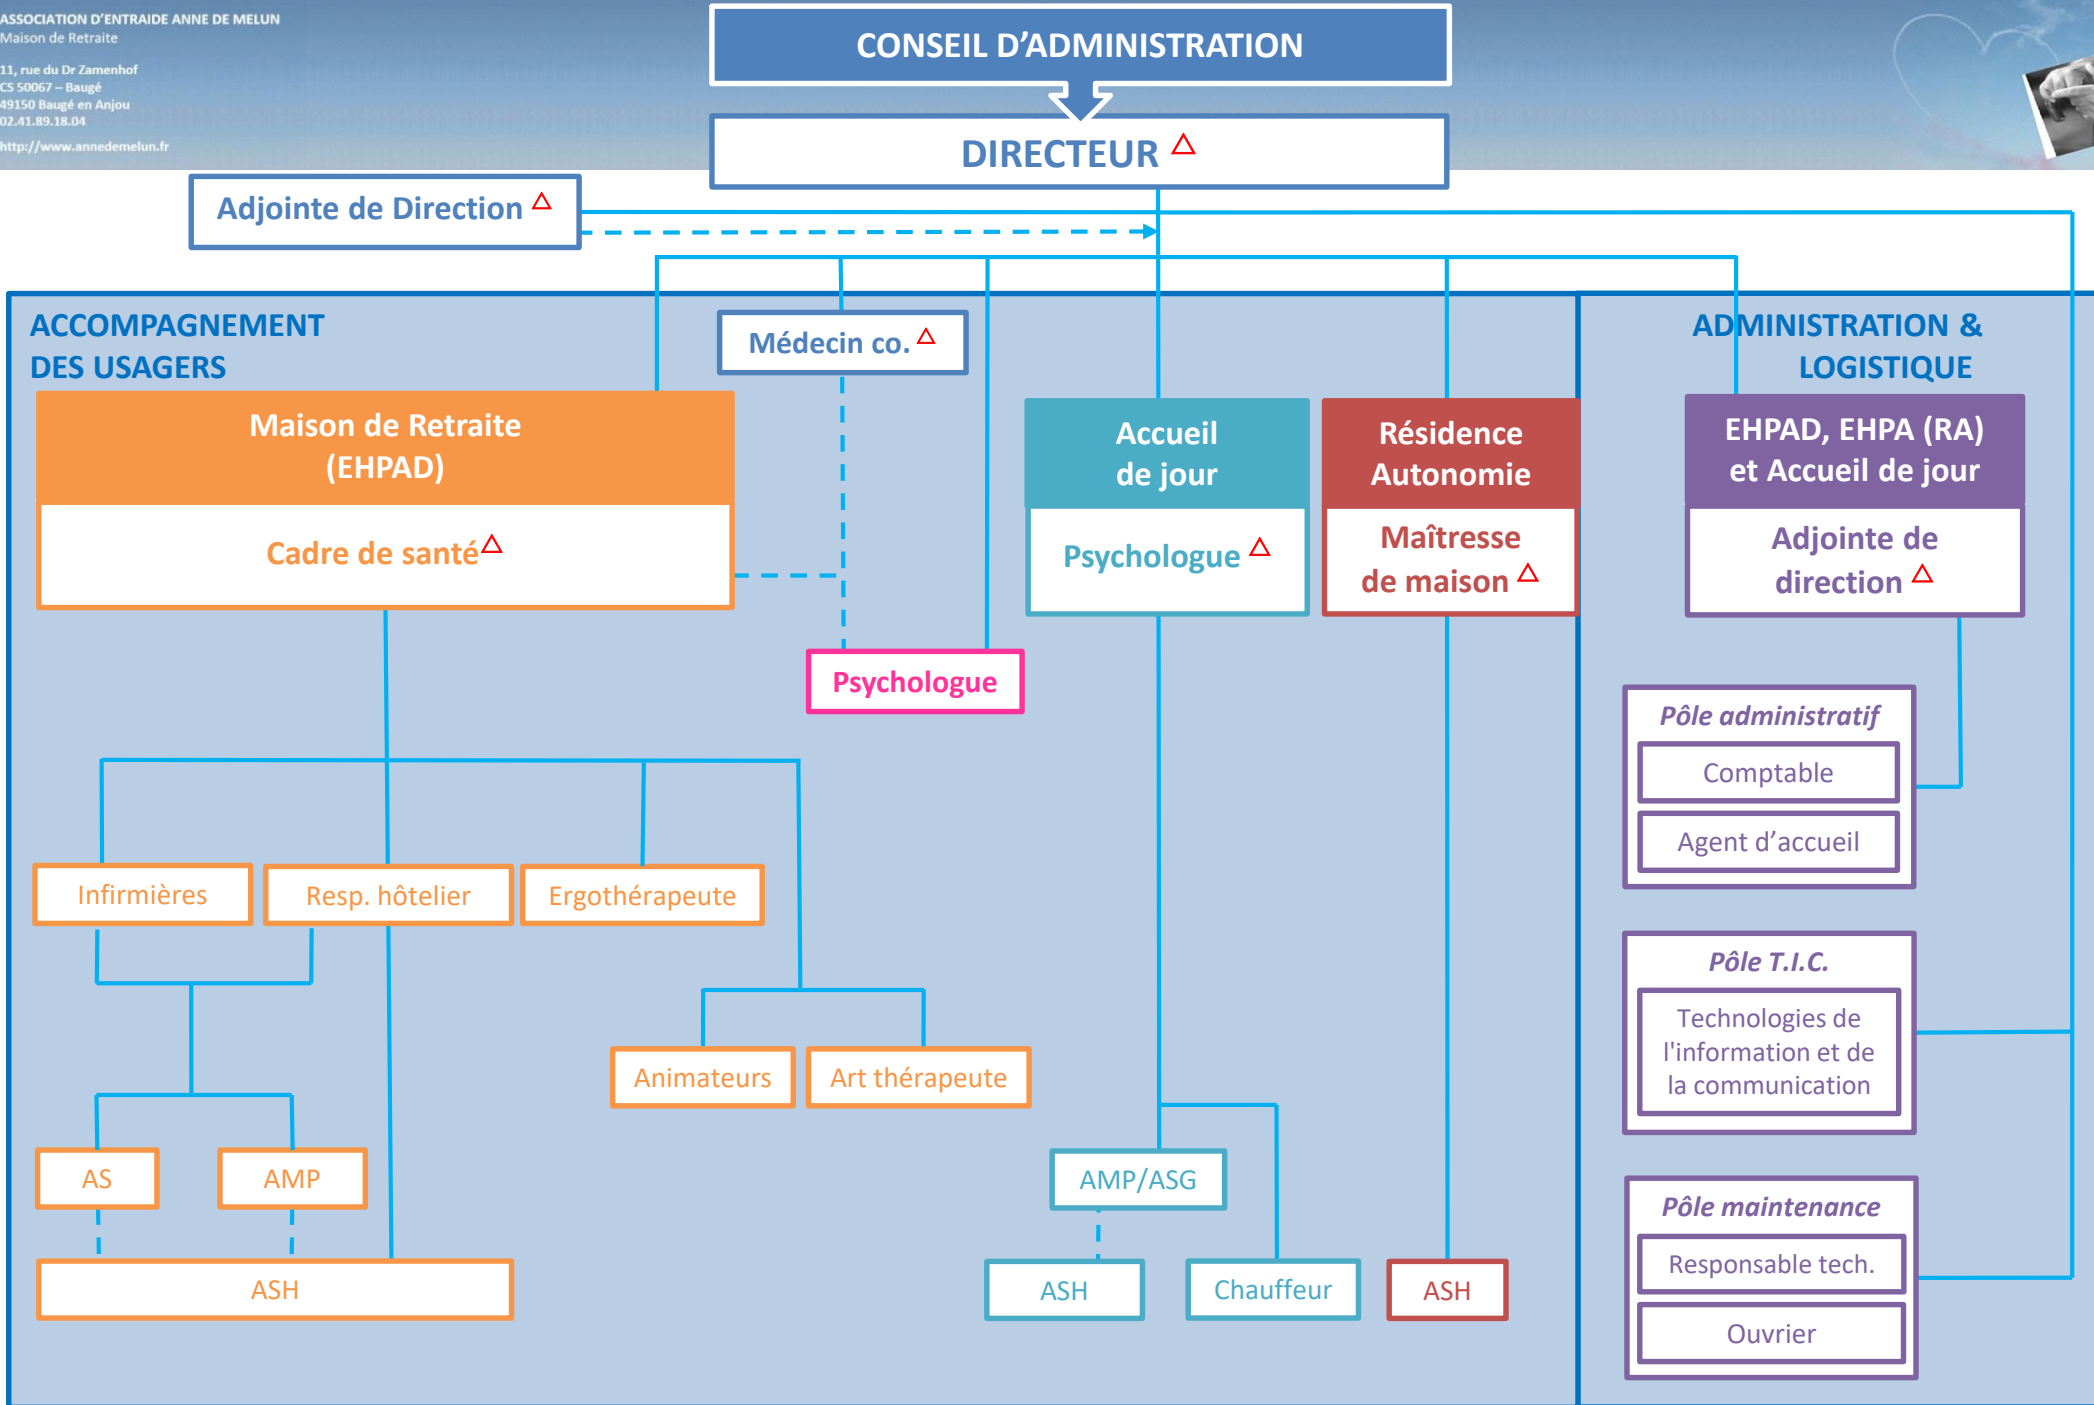 ASSOCIATION D'ENTRAIDE ANNE DE MELUN
Maison de Retraite
11, rue du Dr Zamenhof
CS 50067 – Baugé
49150 Baugé en Anjou
02.41.89.18.04
http://www.annedemelun.fr
CONSEIL D'ADMINISTRATION
DIRECTEUR
Adjointe de Direction
ACCOMPAGNEMENT
DES USAGERS
Médecin co.
ADMINISTRATION &
LOGISTIQUE
Maison de Retraite
(EHPAD)
Cadre de santé
Accueil
de jour
Psychologue
Résidence
Autonomie
Maîtresse
de maison
EHPAD, EHPA (RA)
et Accueil de jour
Adjointe de
direction
Psychologue
Pôle administratif
Comptable
Agent d'accueil
Infirmières
Resp. hôtelier
Ergothérapeute
Pôle T.I.C.
Technologies de
l'information et de
la communication
Animateurs
Art thérapeute
AS
AMP
AMP/ASG
Pôle maintenance
Responsable tech.
Ouvrier
ASH
ASH
Chauffeur
ASH